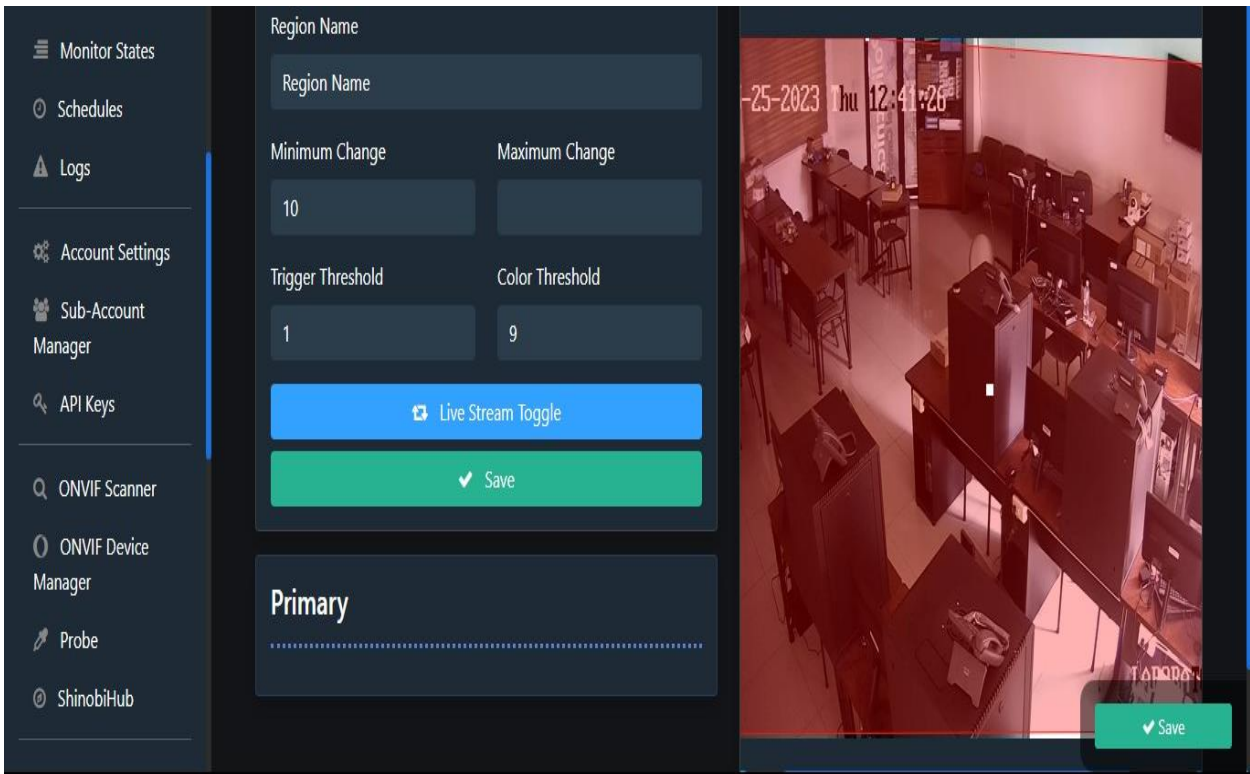 Monitor States
Schedules
Logs
Account Settings
Sub-Account
Manager
API Keys
ONVIF Scanner
ONVIF Device
Manager
Probe
ShinobiHub
Region Name
Region Name
Minimum Change
Maximum Change
10
Trigger Threshold
Color Threshold
1
9
Live Stream Toggle
Save
Primary
-25-2023 Thu 12:41:26
Save